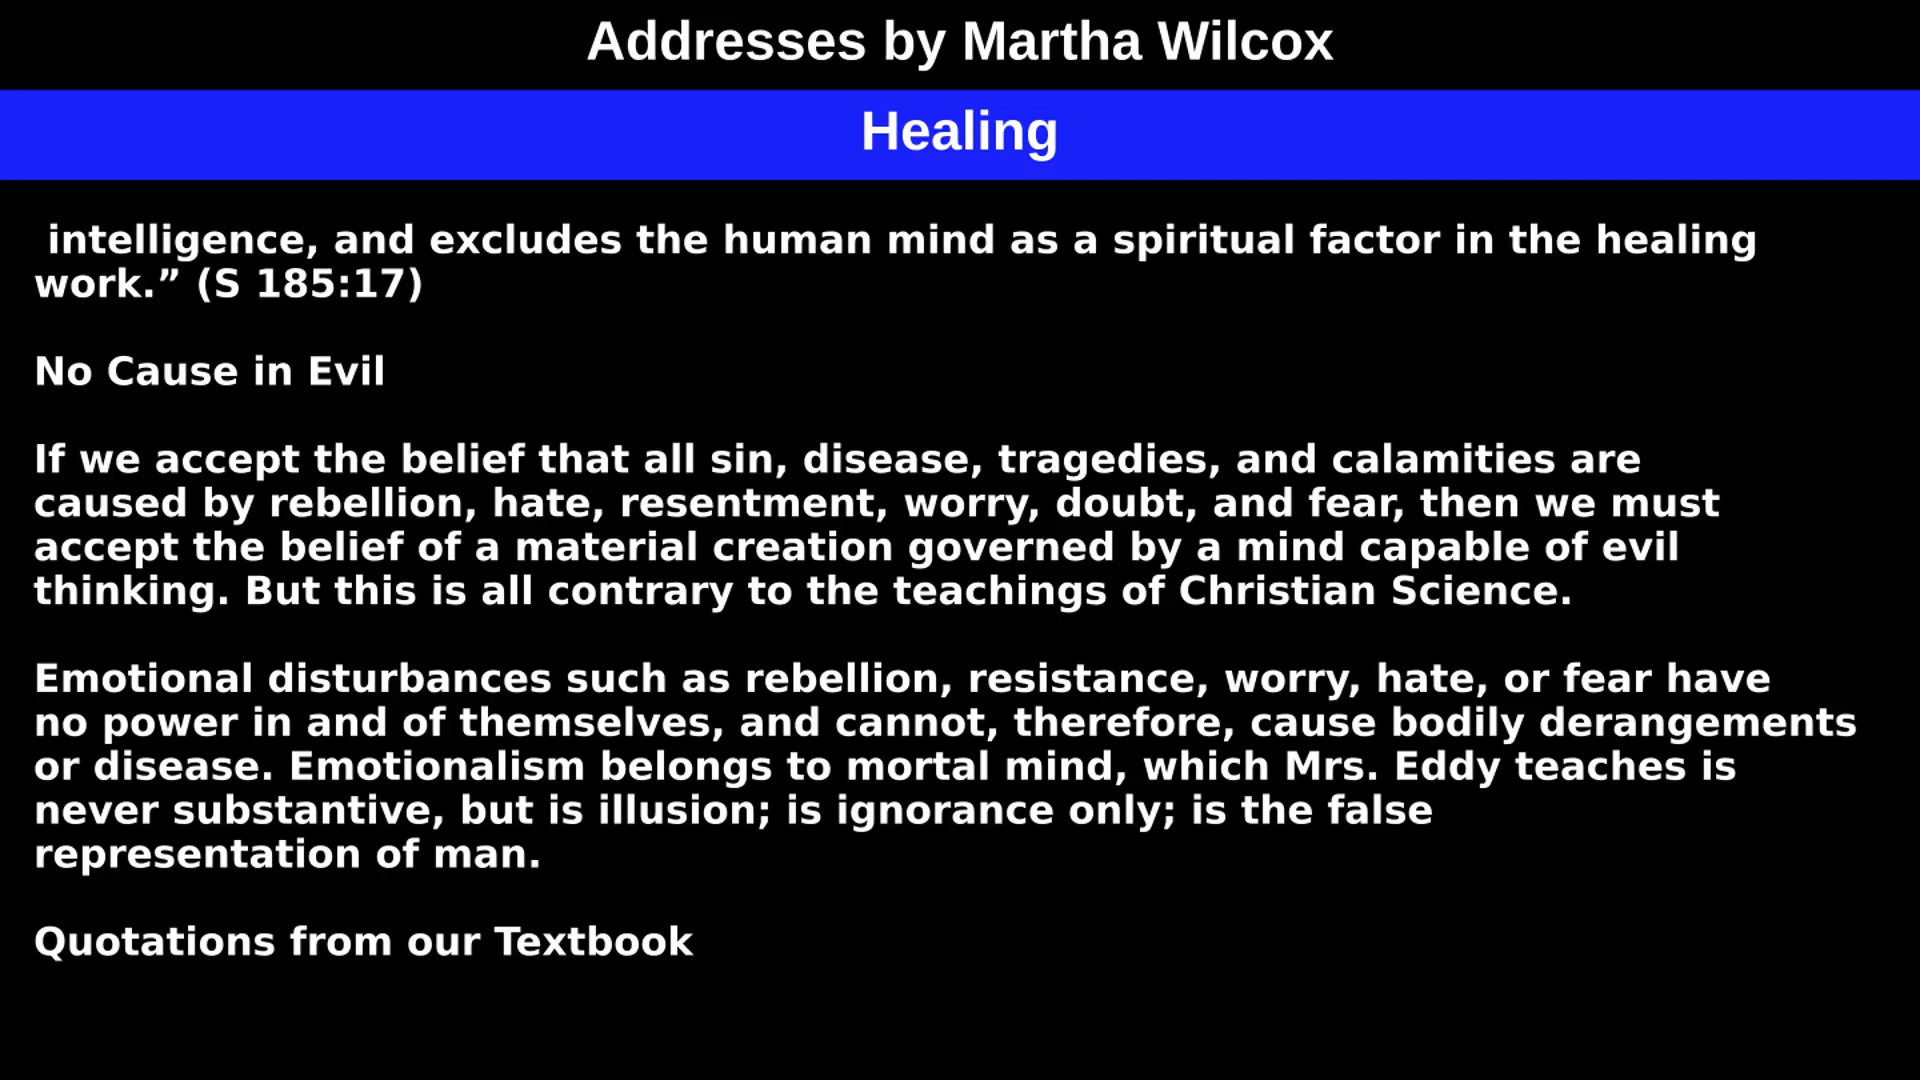 Addresses by Martha Wilcox
Healing
intelligence, and excludes the human mind as a spiritual factor in the healing
work.” (S 185:17)
No Cause in Evil
If we accept the belief that all sin, disease, tragedies, and calamities are
caused by rebellion, hate, resentment, worry, doubt, and fear, then we must
accept the belief of a material creation governed by a mind capable of evil
thinking. But this is all contrary to the teachings of Christian Science.
Emotional disturbances such as rebellion, resistance, worry, hate, or fear have
no power in and of themselves, and cannot, therefore, cause bodily derangements
or disease. Emotionalism belongs to mortal mind, which Mrs. Eddy teaches is
never substantive, but is illusion; is ignorance only; is the false
representation of man.
Quotations from our Textbook